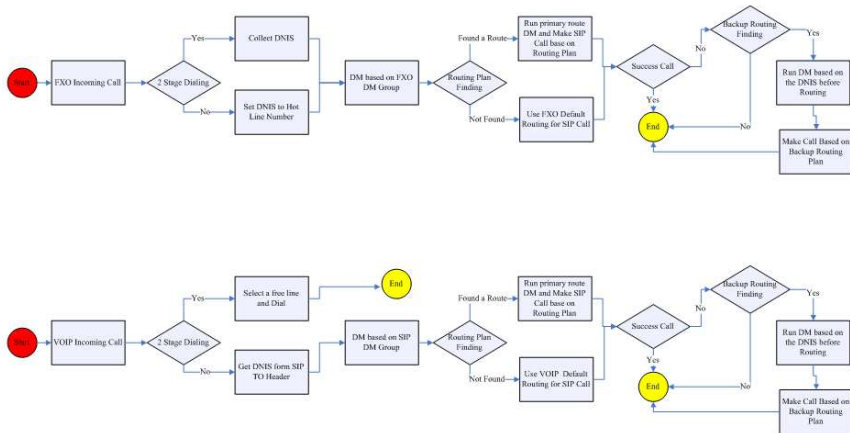 Start
FXO Incoming Call
2 Stage Dialing
Yes
No
Collect DNIS
Set DNIS to Hot
Line Number
DM based on FXO
DM Group
Routing Plan
Finding
Found a Route
Not Found
Run primary route
DM and Make SIP
Call base on
Routing Plan
Use FXO Default
Routing for SIP Call
Success Call
Yes
No
End
Backup Routing
Finding
Yes
No
Run DM based on
the DNIS before
Routing
Make Call Based on
Backup Routing
Plan
Start
VOIP Incoming Call
2 Stage Dialing
Yes
No
Select a free line
and Dial
End
Get DNIS form SIP
TO Header
DM based on SIP
DM Group
Routing Plan
Finding
Found a Route
Not Found
Run primary route
DM and Make SIP
Call base on
Routing Plan
Use VOIP Default
Routing for SIP Call
Success Call
Yes
No
End
Backup Routing
Finding
Yes
No
Run DM based on
the DNIS before
Routing
Make Call Based on
Backup Routing
Plan